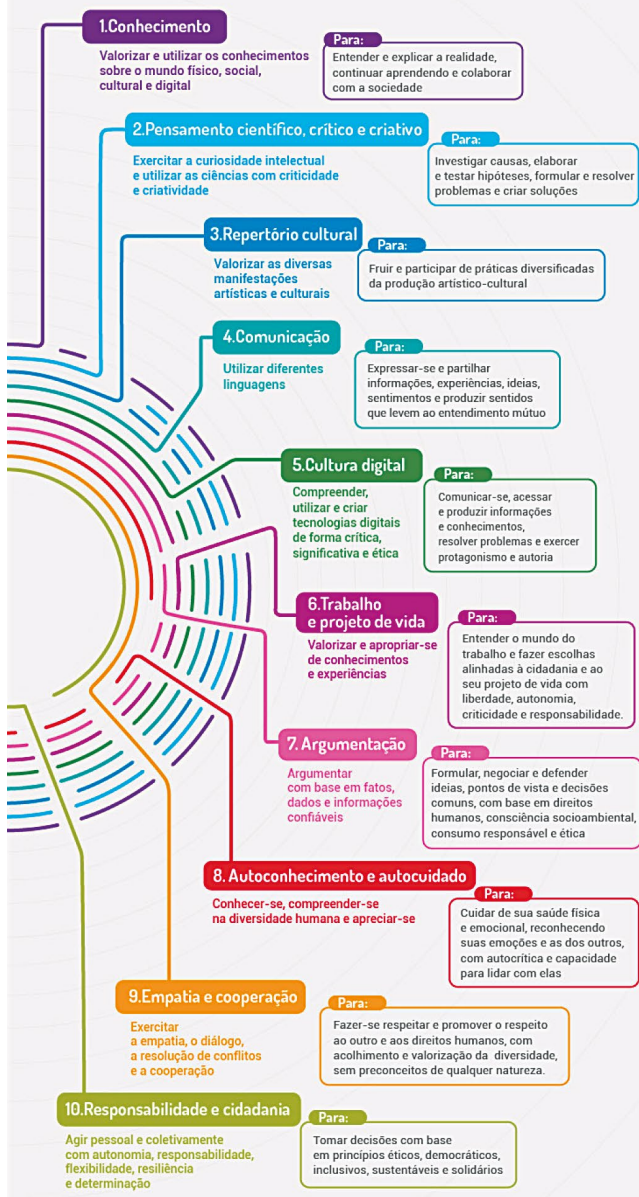 1.Conhecimento
Valorizar e utilizar os conhecimentos
sobre o mundo físico, social,
cultural e digital
Para:
Entender e explicar a realidade,
continuar aprendendo e colaborar
com a sociedade
2.Pensamento científico, crítico e criativo
Exercitar a curiosidade intelectual
e utilizar as ciências com criticidade
e criatividade
Para:
Investigar causas, elaborar
e testar hipóteses, formular e resolver
problemas e criar soluções
3.Repertório cultural
Valorizar as diversas
manifestações
artísticas e culturais
Para:
Fruir e participar de práticas diversificadas
da produção artístico-cultural
4.Comunicação
Utilizar diferentes
linguagens
Para:
Expressar-se e partilhar
informações, experiências, ideias,
sentimentos e produzir sentidos
que levem ao entendimento mútuo
5.Cultura digital
Compreender,
utilizar e criar
tecnologias digitais
de forma crítica,
significativa e ética
Para:
Comunicar-se, acessar
e produzir informações
e conhecimentos,
resolver problemas e exercer
protagonismo e autoria
6.Trabalho
e projeto de vida
Valorizar e apropriar-se
de conhecimentos
e experiências
Para:
Entender o mundo do
trabalho e fazer escolhas
alinhadas à cidadania e ao
seu projeto de vida com
liberdade, autonomia,
criticidade e responsabilidade.
7. Argumentação
Argumentar
com base em fatos,
dados e informações
confiáveis
Para:
Formular, negociar e defender
ideias, pontos de vista e decisões
comuns, com base em direitos
humanos, consciência socioambiental,
consumo responsável e ética
8. Autoconhecimento e autocuidado
Conhecer-se, compreender-se
na diversidade humana e apreciar-se
Para:
Cuidar de sua saúde física
e emocional, reconhecendo
suas emoções e as dos outros,
com autocrítica e capacidade
para lidar com elas
9.Empatia e cooperação
Exercitar
a empatia, o diálogo,
a resolução de conflitos
e a cooperação
Para:
Fazer-se respeitar e promover o respeito
ao outro e aos direitos humanos, com
acolhimento e valorização da diversidade,
sem preconceitos de qualquer natureza.
10.Responsabilidade e cidadania
Agir pessoal e coletivamente
com autonomia, responsabilidade,
flexibilidade, resiliência
e determinação
Para:
Tomar decisões com base
em princípios éticos, democráticos,
inclusivos, sustentáveis e solidários